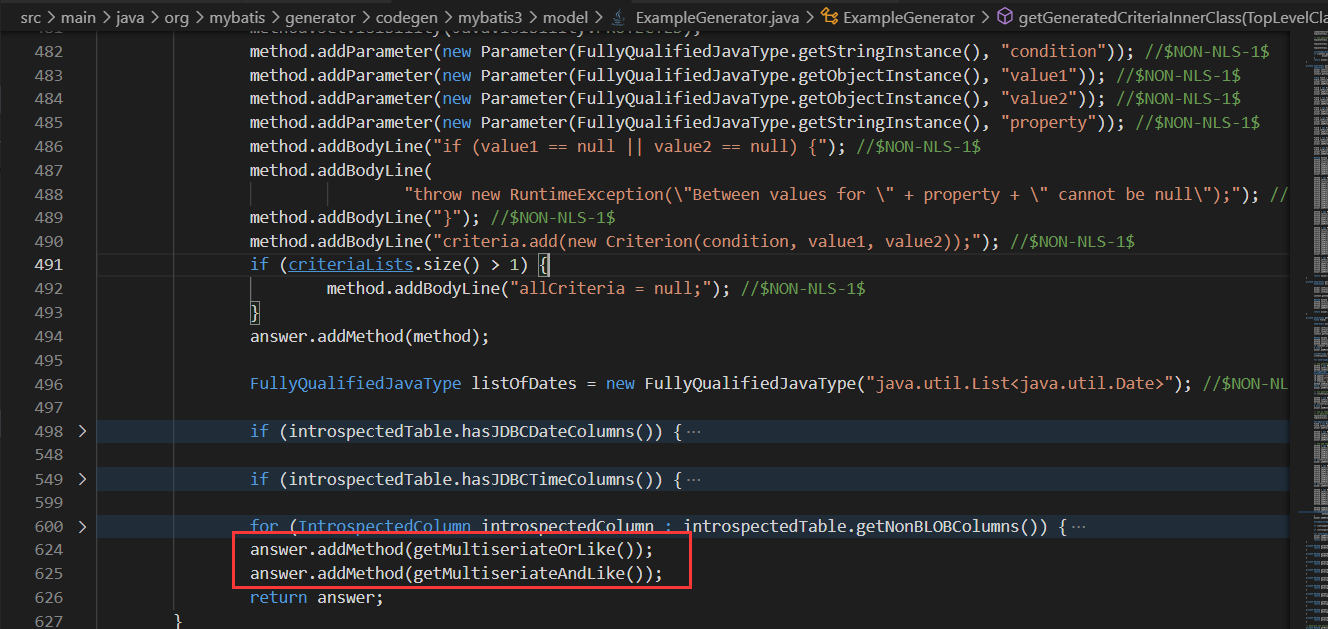 src > main > java > org > mybatis > generator > codegen > mybatis3 > model > ExampleGenerator.java > ExampleGenerator > getGeneratedCriteriaInnerClass(TopLevelCla
482 method.addParameter(new Parameter(FullyQualifiedJavaType.getStringInstance(), "condition")); //$NON-NLS-1$
483 method.addParameter(new Parameter(FullyQualifiedJavaType.getObjectInstance(), "value1")); //$NON-NLS-1$
484 method.addParameter(new Parameter(FullyQualifiedJavaType.getObjectInstance(), "value2")); //$NON-NLS-1$
485 method.addParameter(new Parameter(FullyQualifiedJavaType.getStringInstance(), "property")); //$NON-NLS-1$
486 method.addBodyLine("if (value1 == null || value2 == null) {"); //$NON-NLS-1$
487 method.addBodyLine(
488 "throw new RuntimeException(\"Between values for \" + property + \" cannot be null\");"); //
489 method.addBodyLine("}"); //$NON-NLS-1$
490 method.addBodyLine("criteria.add(new Criterion(condition, value1, value2));"); //$NON-NLS-1$
491 if (criteriaLists.size() > 1) {
492 method.addBodyLine("allCriteria = null;"); //$NON-NLS-1$
493 }
494 answer.addMethod(method);
495
496 FullyQualifiedJavaType listOfDates = new FullyQualifiedJavaType("java.util.List<java.util.Date>"); //$NON-NL
497
498 > if (introspectedTable.hasJDBCDateColumns()) {···
548
549 > if (introspectedTable.hasJDBCTimeColumns()) {···
599
600 > for (IntrospectedColumn introspectedColumn : introspectedTable.getNonBLOBColumns()) {···
624 answer.addMethod(getMultiseriateOrLike());
625 answer.addMethod(getMultiseriateAndLike());
626 return answer;
627 }